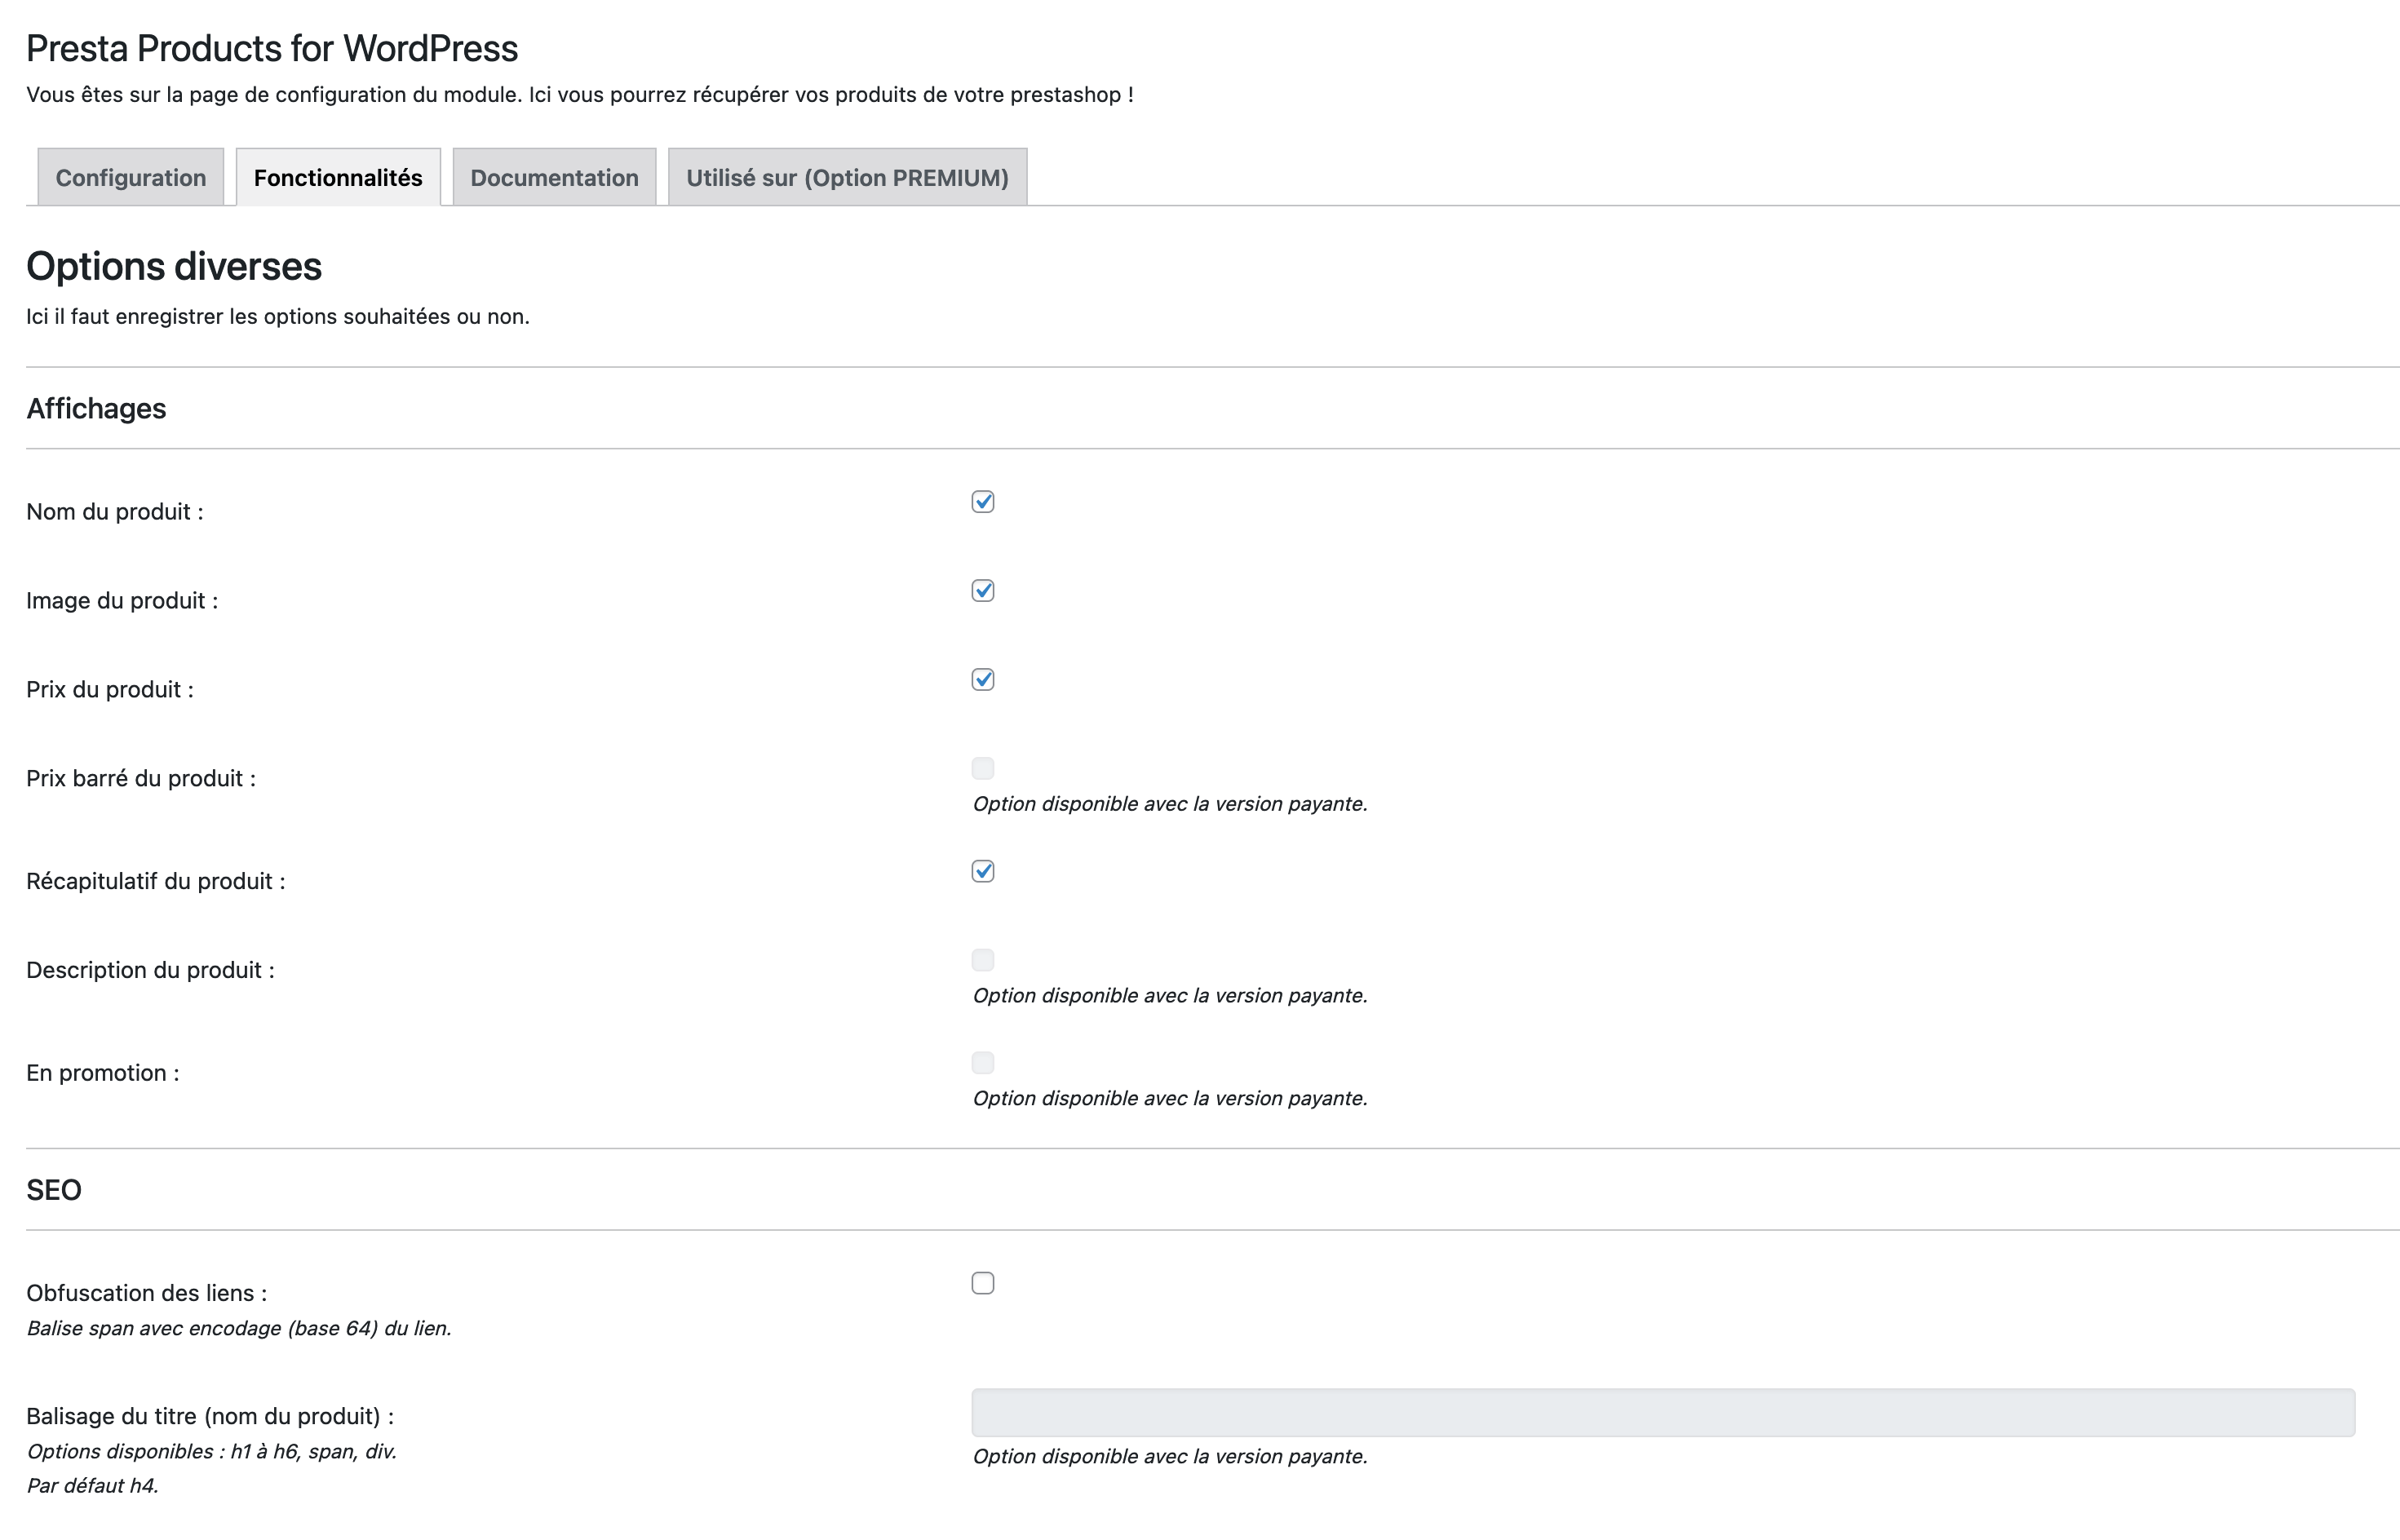 Presta Products for WordPress
Vous êtes sur la page de configuration du module. Ici vous pourrez récupérer vos produits de votre prestashop !
Configuration
Fonctionnalités
Documentation
Utilisé sur (Option PREMIUM)
Options diverses
Ici il faut enregistrer les options souhaitées ou non.
Affichages
Nom du produit :
Image du produit :
Prix du produit :
Prix barré du produit :
Option disponible avec la version payante.
Récapitulatif du produit :
Description du produit :
Option disponible avec la version payante.
En promotion :
Option disponible avec la version payante.
SEO
Obfuscation des liens :
Balise span avec encodage (base 64) du lien.
Balisage du titre (nom du produit) :
Options disponibles : h1 à h6, span, div.
Par défaut h4.
Option disponible avec la version payante.